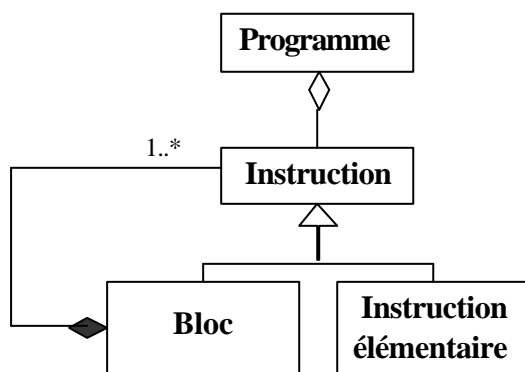 Programme
1..*
Instruction
Bloc
Instruction
élémentaire